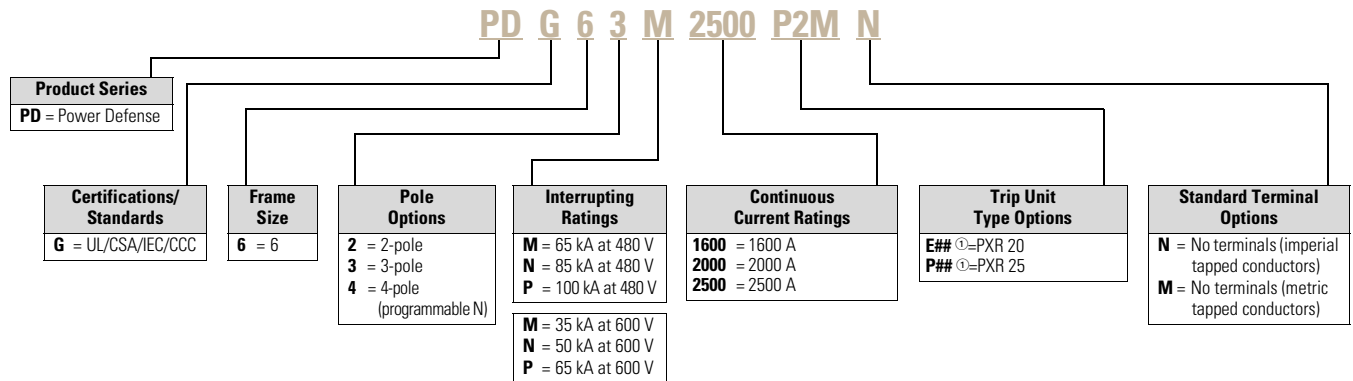 PD G 6 3 M 2500 P2M N
Product Series
PD = Power Defense
Certifications/
Standards
G = UL/CSA/IEC/CCC
Frame
Size
6 = 6
Pole
Options
2 = 2-pole
3 = 3-pole
4 = 4-pole
(programmable N)
Interrupting
Ratings
M = 65 kA at 480 V
N = 85 kA at 480 V
P = 100 kA at 480 V
M = 35 kA at 600 V
N = 50 kA at 600 V
P = 65 kA at 600 V
Continuous
Current Ratings
1600 = 1600 A
2000 = 2000 A
2500 = 2500 A
Trip Unit
Type Options
E## ①=PXR 20
P## ①=PXR 25
Standard Terminal
Options
N = No terminals (imperial
tapped conductors)
M = No terminals (metric
tapped conductors)